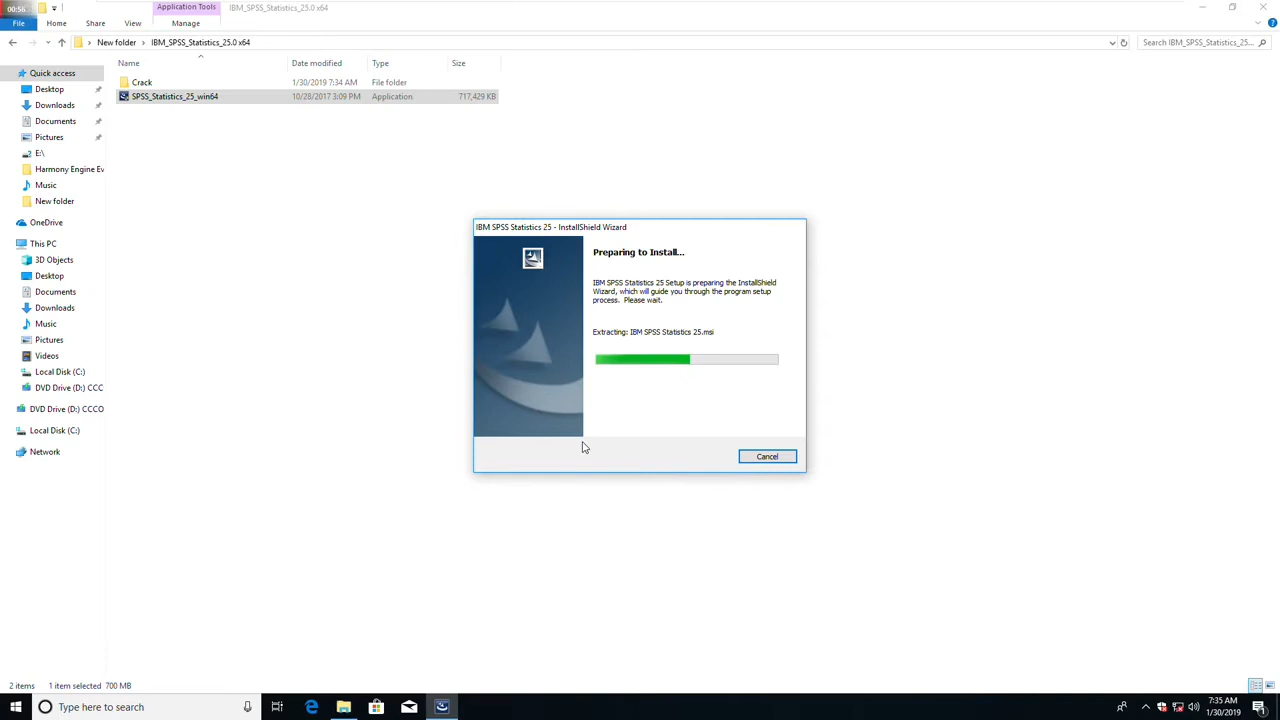 00:56
Application Tools
IBM_SPSS_Statistics_25.0 x64
File
Home
Share
View
Manage
New folder
IBM_SPSS_Statistics_25.0 x64
Search IBM_SPSS_Statistics_25....
Name
Date modified
Type
Size
Crack
1/30/2019 7:34 AM
File folder
SPSS_Statistics_25_win64
10/28/2017 3:09 PM
Application
717,429 KB
Quick access
Desktop
Downloads
Documents
Pictures
E:\
Harmony Engine Ev
Music
New folder
OneDrive
This PC
3D Objects
Desktop
Documents
Downloads
Music
Pictures
Videos
Local Disk (C:)
DVD Drive (D:) CCCO
DVD Drive (D:) CCCO
Local Disk (C:)
Network
IBM SPSS Statistics 25 - InstallShield Wizard
Preparing to Install...
IBM SPSS Statistics 25 Setup is preparing the InstallShield
Wizard, which will guide you through the program setup
process. Please wait.
Extracting: IBM SPSS Statistics 25.msi
Cancel
2 items
1 item selected 700 MB
Type here to search
7:35 AM
1/30/2019
1